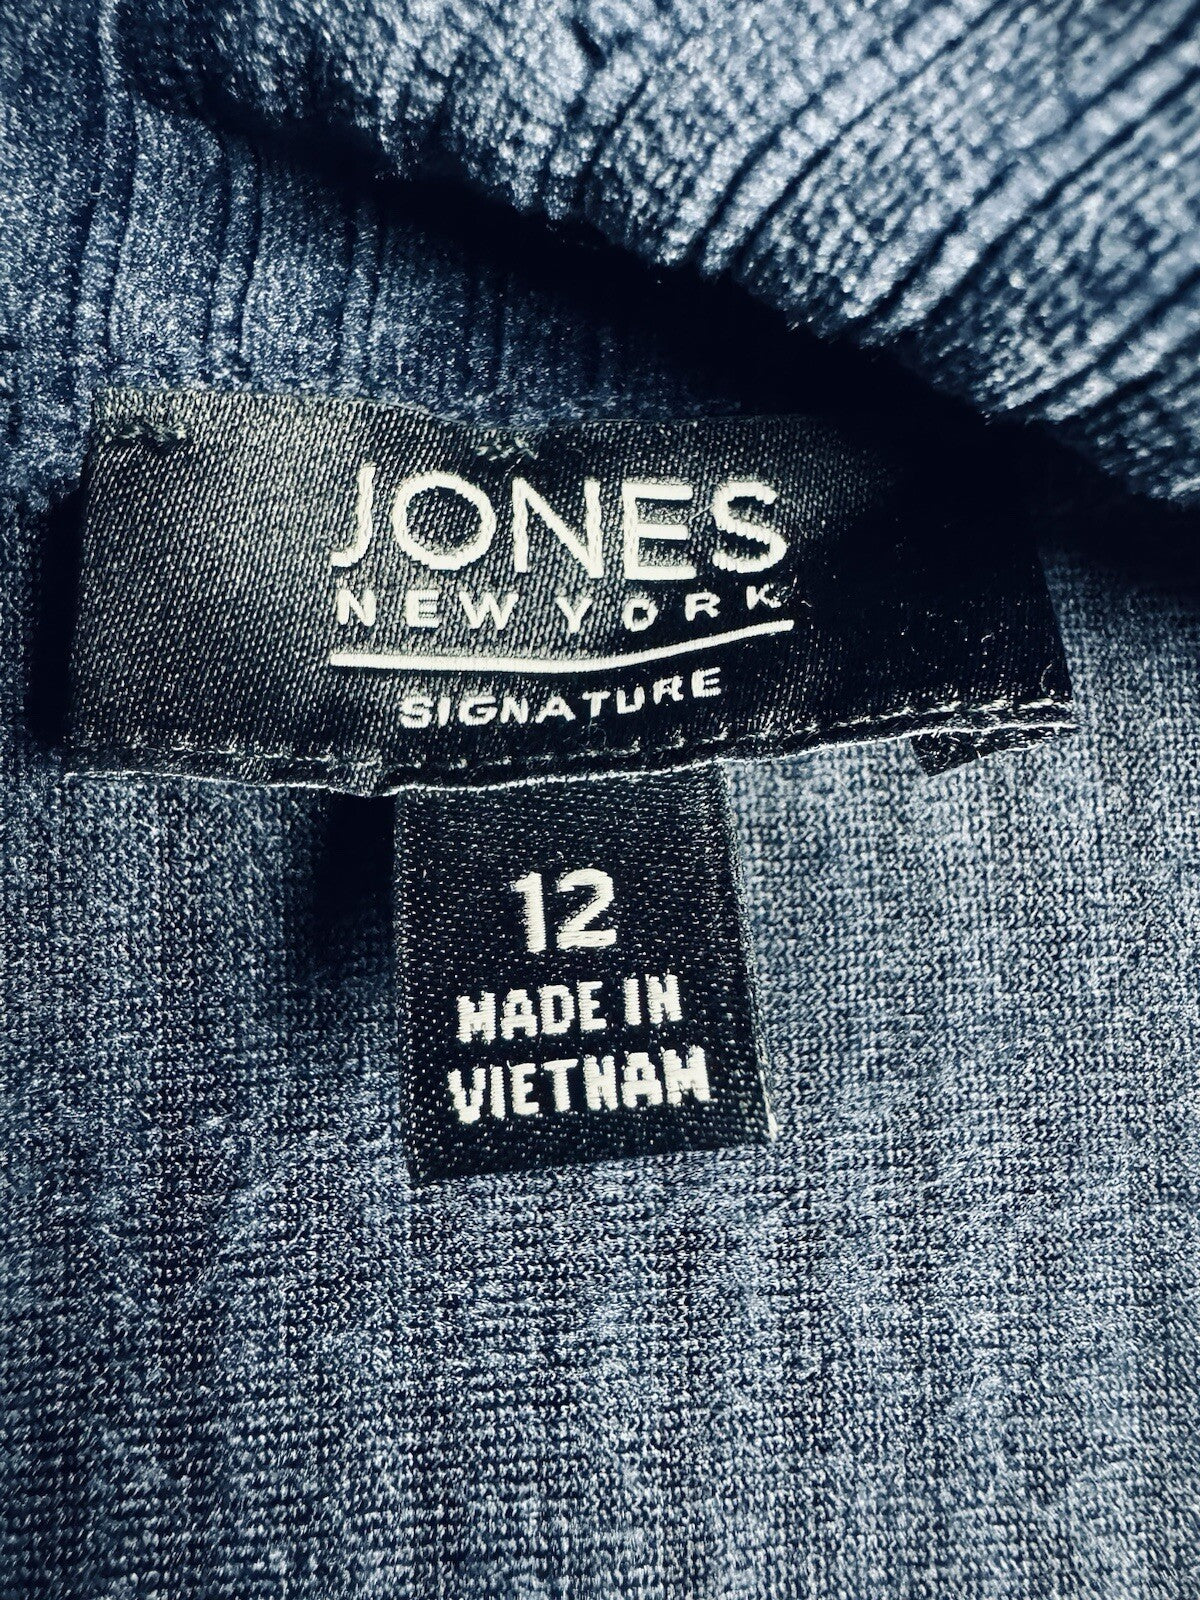 JONES
NEW YORK
SIGNATURE
12
MADE IN
VIETNAM